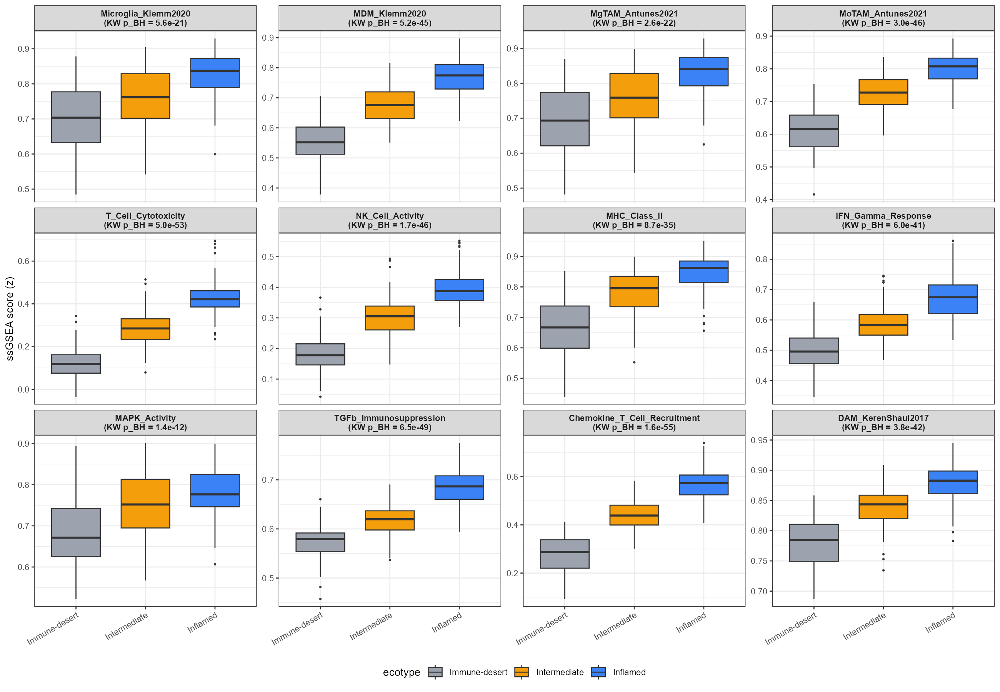 Microglia_Klemm2020
(KW p_BH = 5.6e-21)
MDM_Klemm2020
(KW p_BH = 5.2e-45)
MgTAM_Antunes2021
(KW p_BH = 2.6e-22)
MoTAM_Antunes2021
(KW p_BH = 3.0e-46)
0.9
0.8
0.7
0.6
0.5
0.9
0.8
0.7
0.6
0.5
0.4
0.9
0.8
0.7
0.6
0.5
0.9
0.8
0.7
0.6
0.5
0.4
ssGSEA score (z)
T_Cell_Cytotoxicity
(KW p_BH = 5.0e-53)
NK_Cell_Activity
(KW p_BH = 1.7e-46)
MHC_Class_II
(KW p_BH = 8.7e-35)
IFN_Gamma_Response
(KW p_BH = 6.0e-41)
0.6
0.4
0.2
0.0
0.5
0.4
0.3
0.2
0.1
0.9
0.8
0.7
0.6
0.5
0.8
0.7
0.6
0.5
0.4
MAPK_Activity
(KW p_BH = 1.4e-12)
TGFb_Immunosuppression
(KW p_BH = 6.5e-49)
Chemokine_T_Cell_Recruitment
(KW p_BH = 1.6e-55)
DAM_KerenShaul2017
(KW p_BH = 3.8e-42)
0.9
0.8
0.7
0.6
0.7
0.6
0.5
0.6
0.4
0.2
0.95
0.90
0.85
0.80
0.75
0.70
Immune-desert
Intermediate
Inflamed
Immune-desert
Intermediate
Inflamed
Immune-desert
Intermediate
Inflamed
Immune-desert
Intermediate
Inflamed
ecotype
Immune-desert
Intermediate
Inflamed